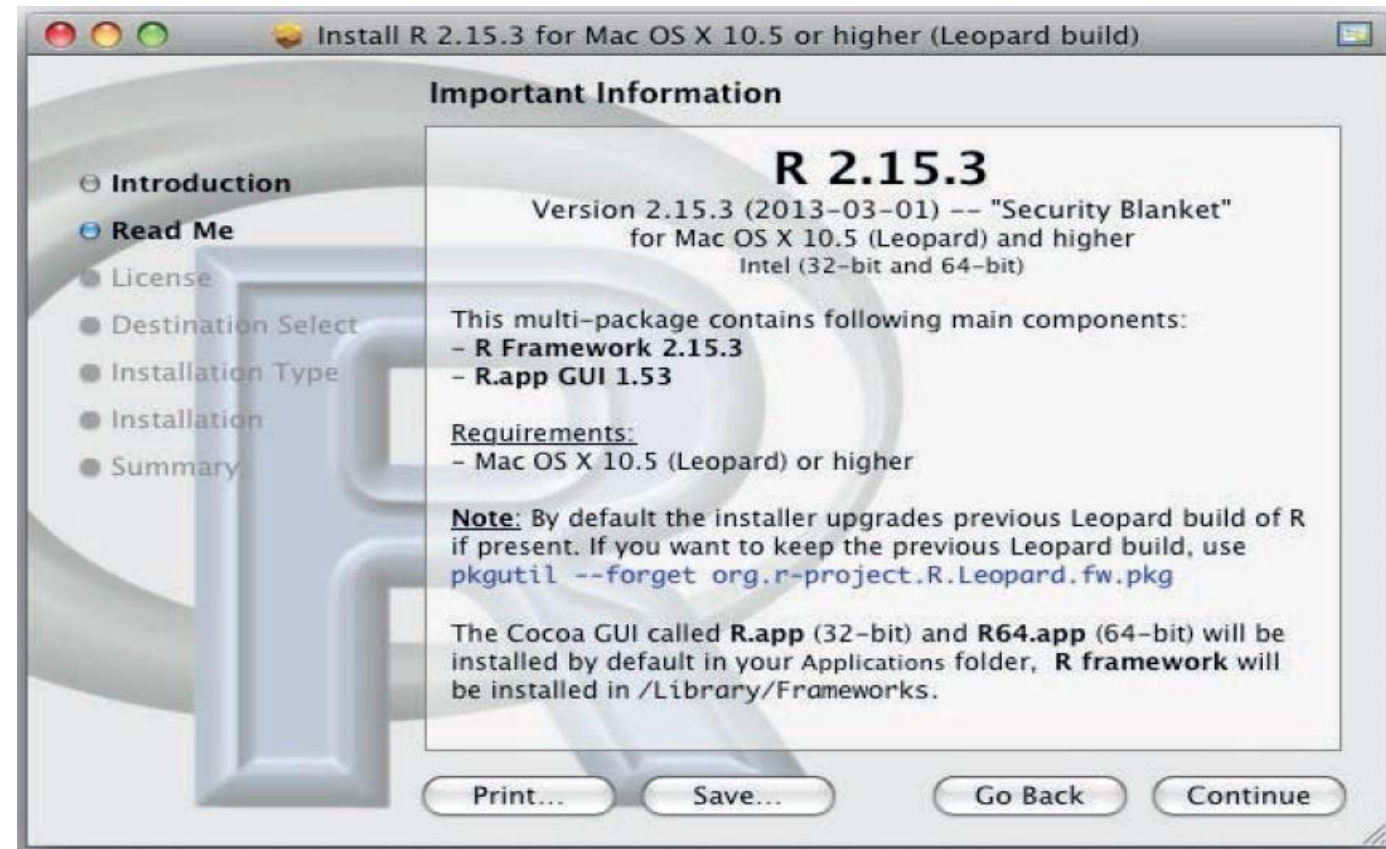 Install R 2.15.3 for Mac OS X 10.5 or higher (Leopard build)
Important Information
Introduction
Read Me
License
Destination Select
Installation Type
Installation
Summary
R 2.15.3
Version 2.15.3 (2013-03-01) -- "Security Blanket"
for Mac OS X 10.5 (Leopard) and higher
Intel (32-bit and 64-bit)
This multi-package contains following main components:
- R Framework 2.15.3
- R.app GUI 1.53
Requirements:
- Mac OS X 10.5 (Leopard) or higher
Note: By default the installer upgrades previous Leopard build of R
if present. If you want to keep the previous Leopard build, use
pkgutil --forget org.r-project.R.Leopard.fw.pkg
The Cocoa GUI called R.app (32-bit) and R64.app (64-bit) will be
installed by default in your Applications folder, R framework will
be installed in /Library/Frameworks.
Print...
Save...
Go Back
Continue